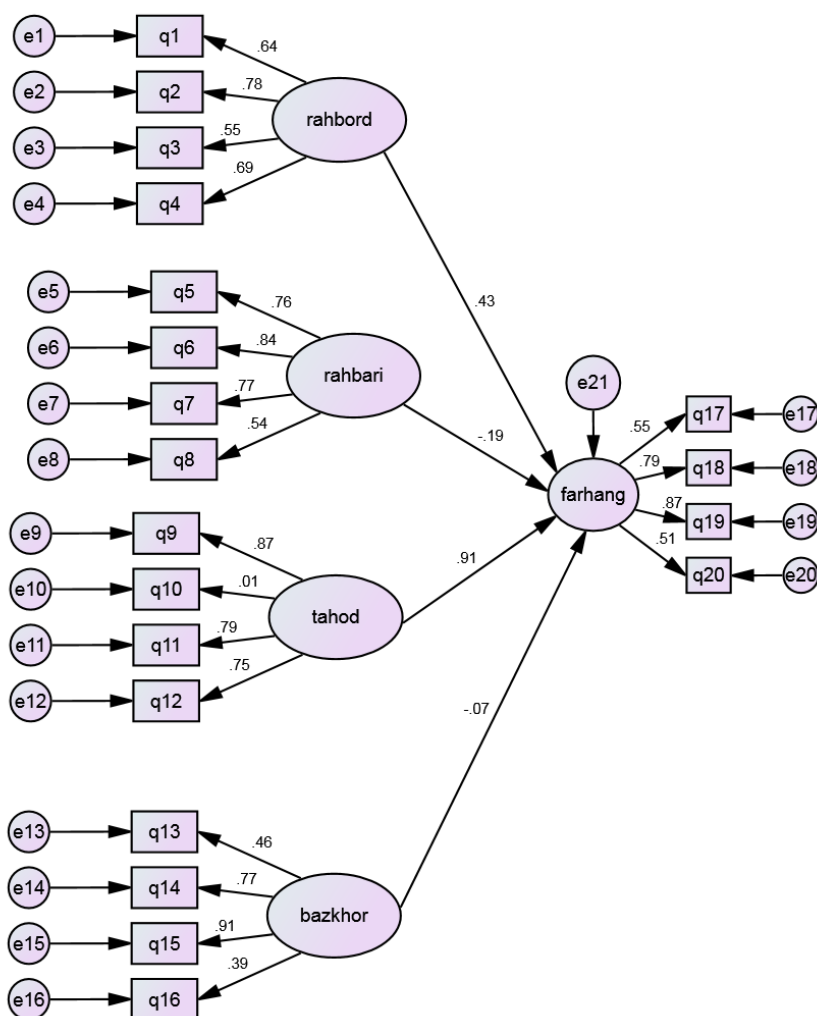 e1 q1 .64
e2 q2 .78 rahbord
e3 q3 .55
e4 q4 .69
.43
e5 q5 .76
e6 q6 .84
rahbari
e7 q7 .77
e8 q8 .54
-.19
e21
.55 q17 e17
.79 q18 e18
farhang
.87 q19 e19
.51 q20 e20
e9 q9 .87
e10 q10 .01
tahod
e11 q11 .79
e12 q12 .75
.91
-.07
e13 q13 .46
e14 q14 .77
bazkhor
e15 q15 .91
e16 q16 .39